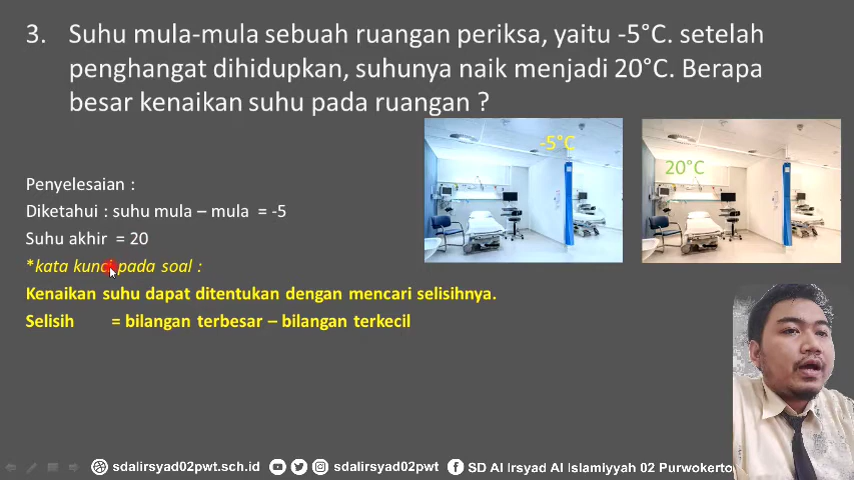 3. Suhu mula-mula sebuah ruangan periksa, yaitu -5°C. setelah
penghangat dihidupkan, suhunya naik menjadi 20°C. Berapa
besar kenaikan suhu pada ruangan ?
-5°C
20°C
Penyelesaian :
Diketahui : suhu mula – mula = -5
Suhu akhir = 20
*kata kunci pada soal :
Kenaikan suhu dapat ditentukan dengan mencari selisihnya.
Selisih = bilangan terbesar – bilangan terkecil
sdalirsyad02pwt.sch.id sdalirsyad02pwt SD Al Irsyad Al Islamiyyah 02 Purwokerto